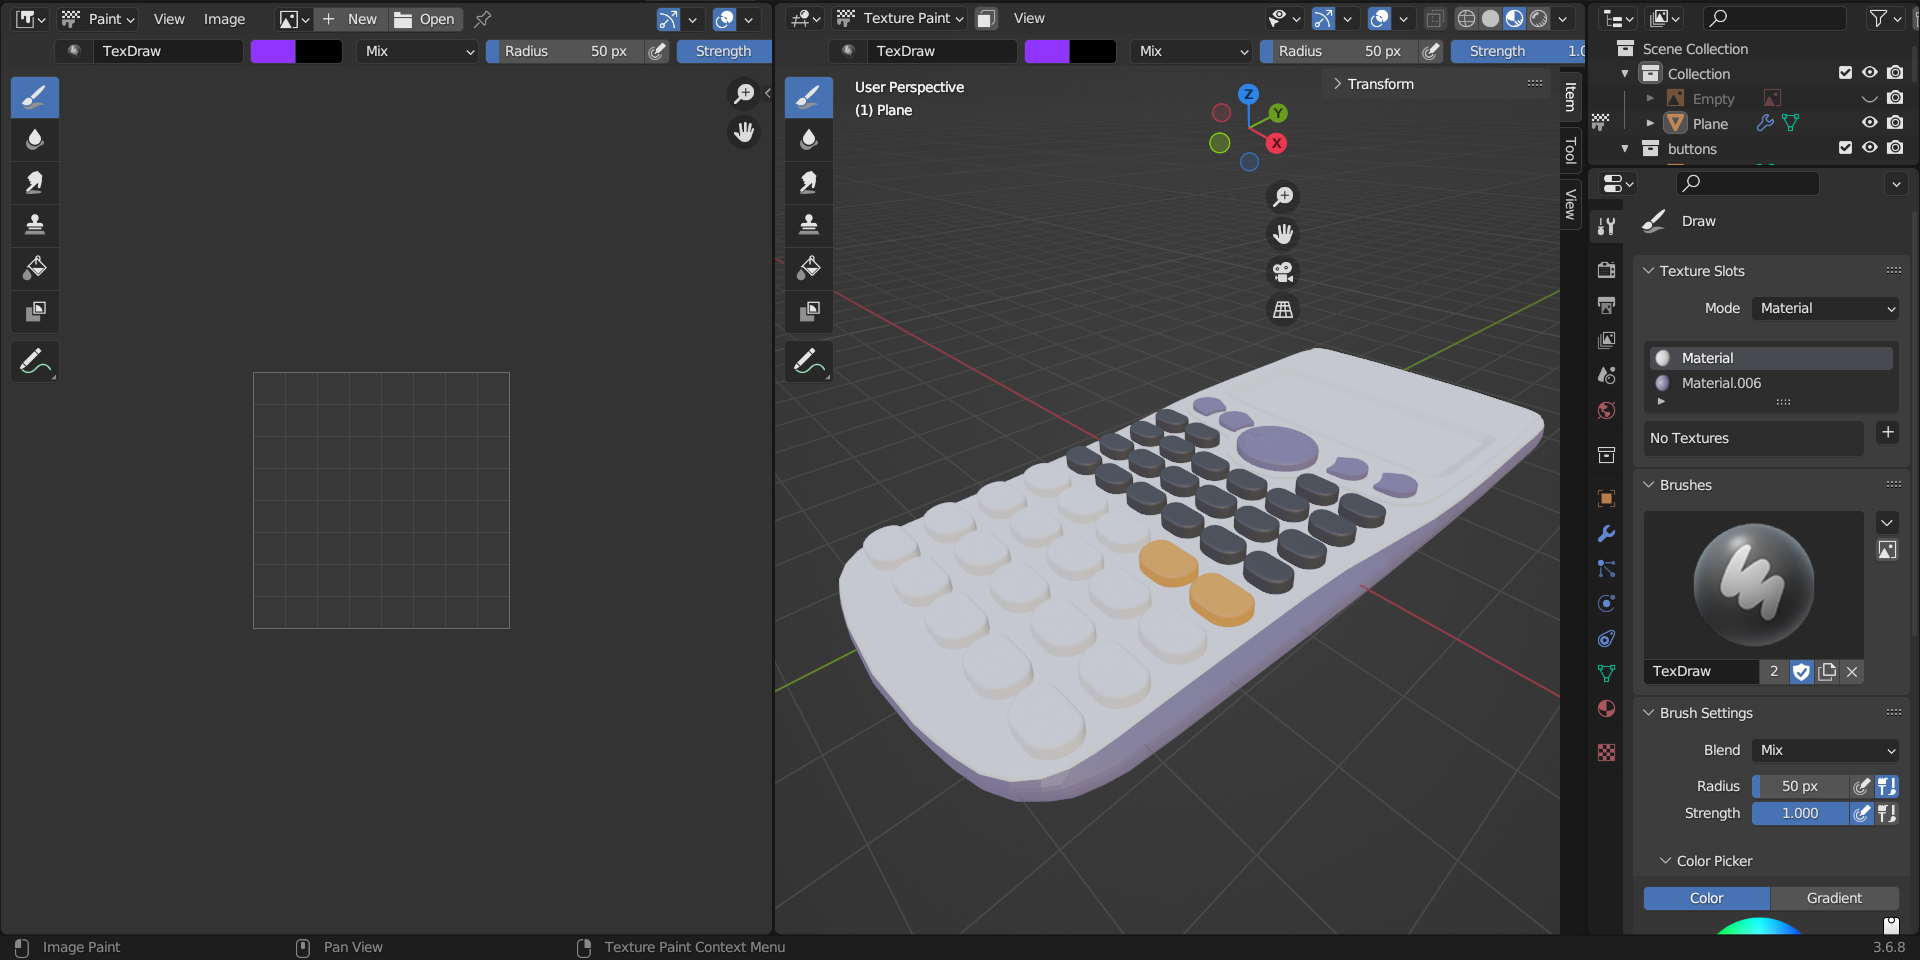 Paint View Image New Open
TexDraw Mix Radius 50 px Strength
Texture Paint View
TexDraw Mix Radius 50 px Strength 1.0
User Perspective
(1) Plane
Z
Y
X
Transform
Item
Tool
View
Scene Collection
Collection
Empty
Plane
buttons
Draw
Texture Slots
Mode Material
Material
Material.006
No Textures
Brushes
TexDraw 2
Brush Settings
Blend Mix
Radius 50 px
Strength 1.000
Color Picker
Color Gradient
Image Paint Pan View Texture Paint Context Menu 3.6.8